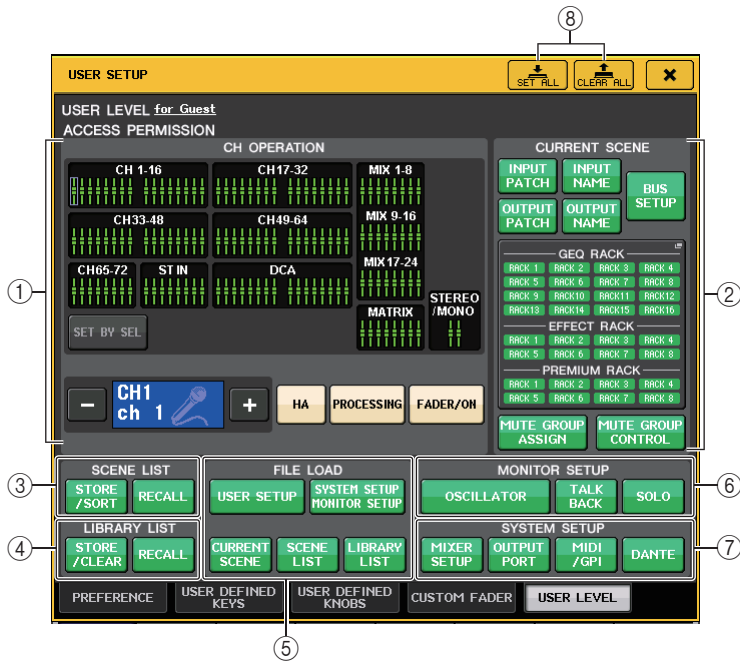 ⑧
USER SETUP
SET ALL
CLEAR ALL
USER LEVEL for Guest
ACCESS PERMISSION
①
CH OPERATION
CH 1-16
CH17-32
MIX 1-8
CH33-48
CH49-64
MIX 9-16
CH65-72
ST IN
DCA
MIX17-24
SET BY SEL
MATRIX
STEREO
/MONO
−
CH1
ch 1
+
HA
PROCESSING
FADER/ON
②
CURRENT SCENE
INPUT
PATCH
INPUT
NAME
BUS
SETUP
OUTPUT
PATCH
OUTPUT
NAME
GEQ RACK
RACK 1 RACK 2 RACK 3 RACK 4
RACK 5 RACK 6 RACK 7 RACK 8
RACK 9 RACK10 RACK11 RACK12
RACK13 RACK14 RACK15 RACK16
EFFECT RACK
RACK 1 RACK 2 RACK 3 RACK 4
RACK 5 RACK 6 RACK 7 RACK 8
PREMIUM RACK
RACK 1 RACK 2 RACK 3 RACK 4
RACK 5 RACK 6 RACK 7 RACK 8
MUTE GROUP
ASSIGN
MUTE GROUP
CONTROL
③
SCENE LIST
STORE
/SORT
RECALL
④
LIBRARY LIST
STORE
/CLEAR
RECALL
FILE LOAD
USER SETUP
SYSTEM SETUP
MONITOR SETUP
CURRENT
SCENE
SCENE
LIST
LIBRARY
LIST
⑤
MONITOR SETUP
OSCILLATOR
TALK
BACK
SOLO
⑥
SYSTEM SETUP
MIXER
SETUP
OUTPUT
PORT
MIDI
/GPI
DANTE
⑦
PREFERENCE
USER DEFINED
KEYS
USER DEFINED
KNOBS
CUSTOM FADER
USER LEVEL